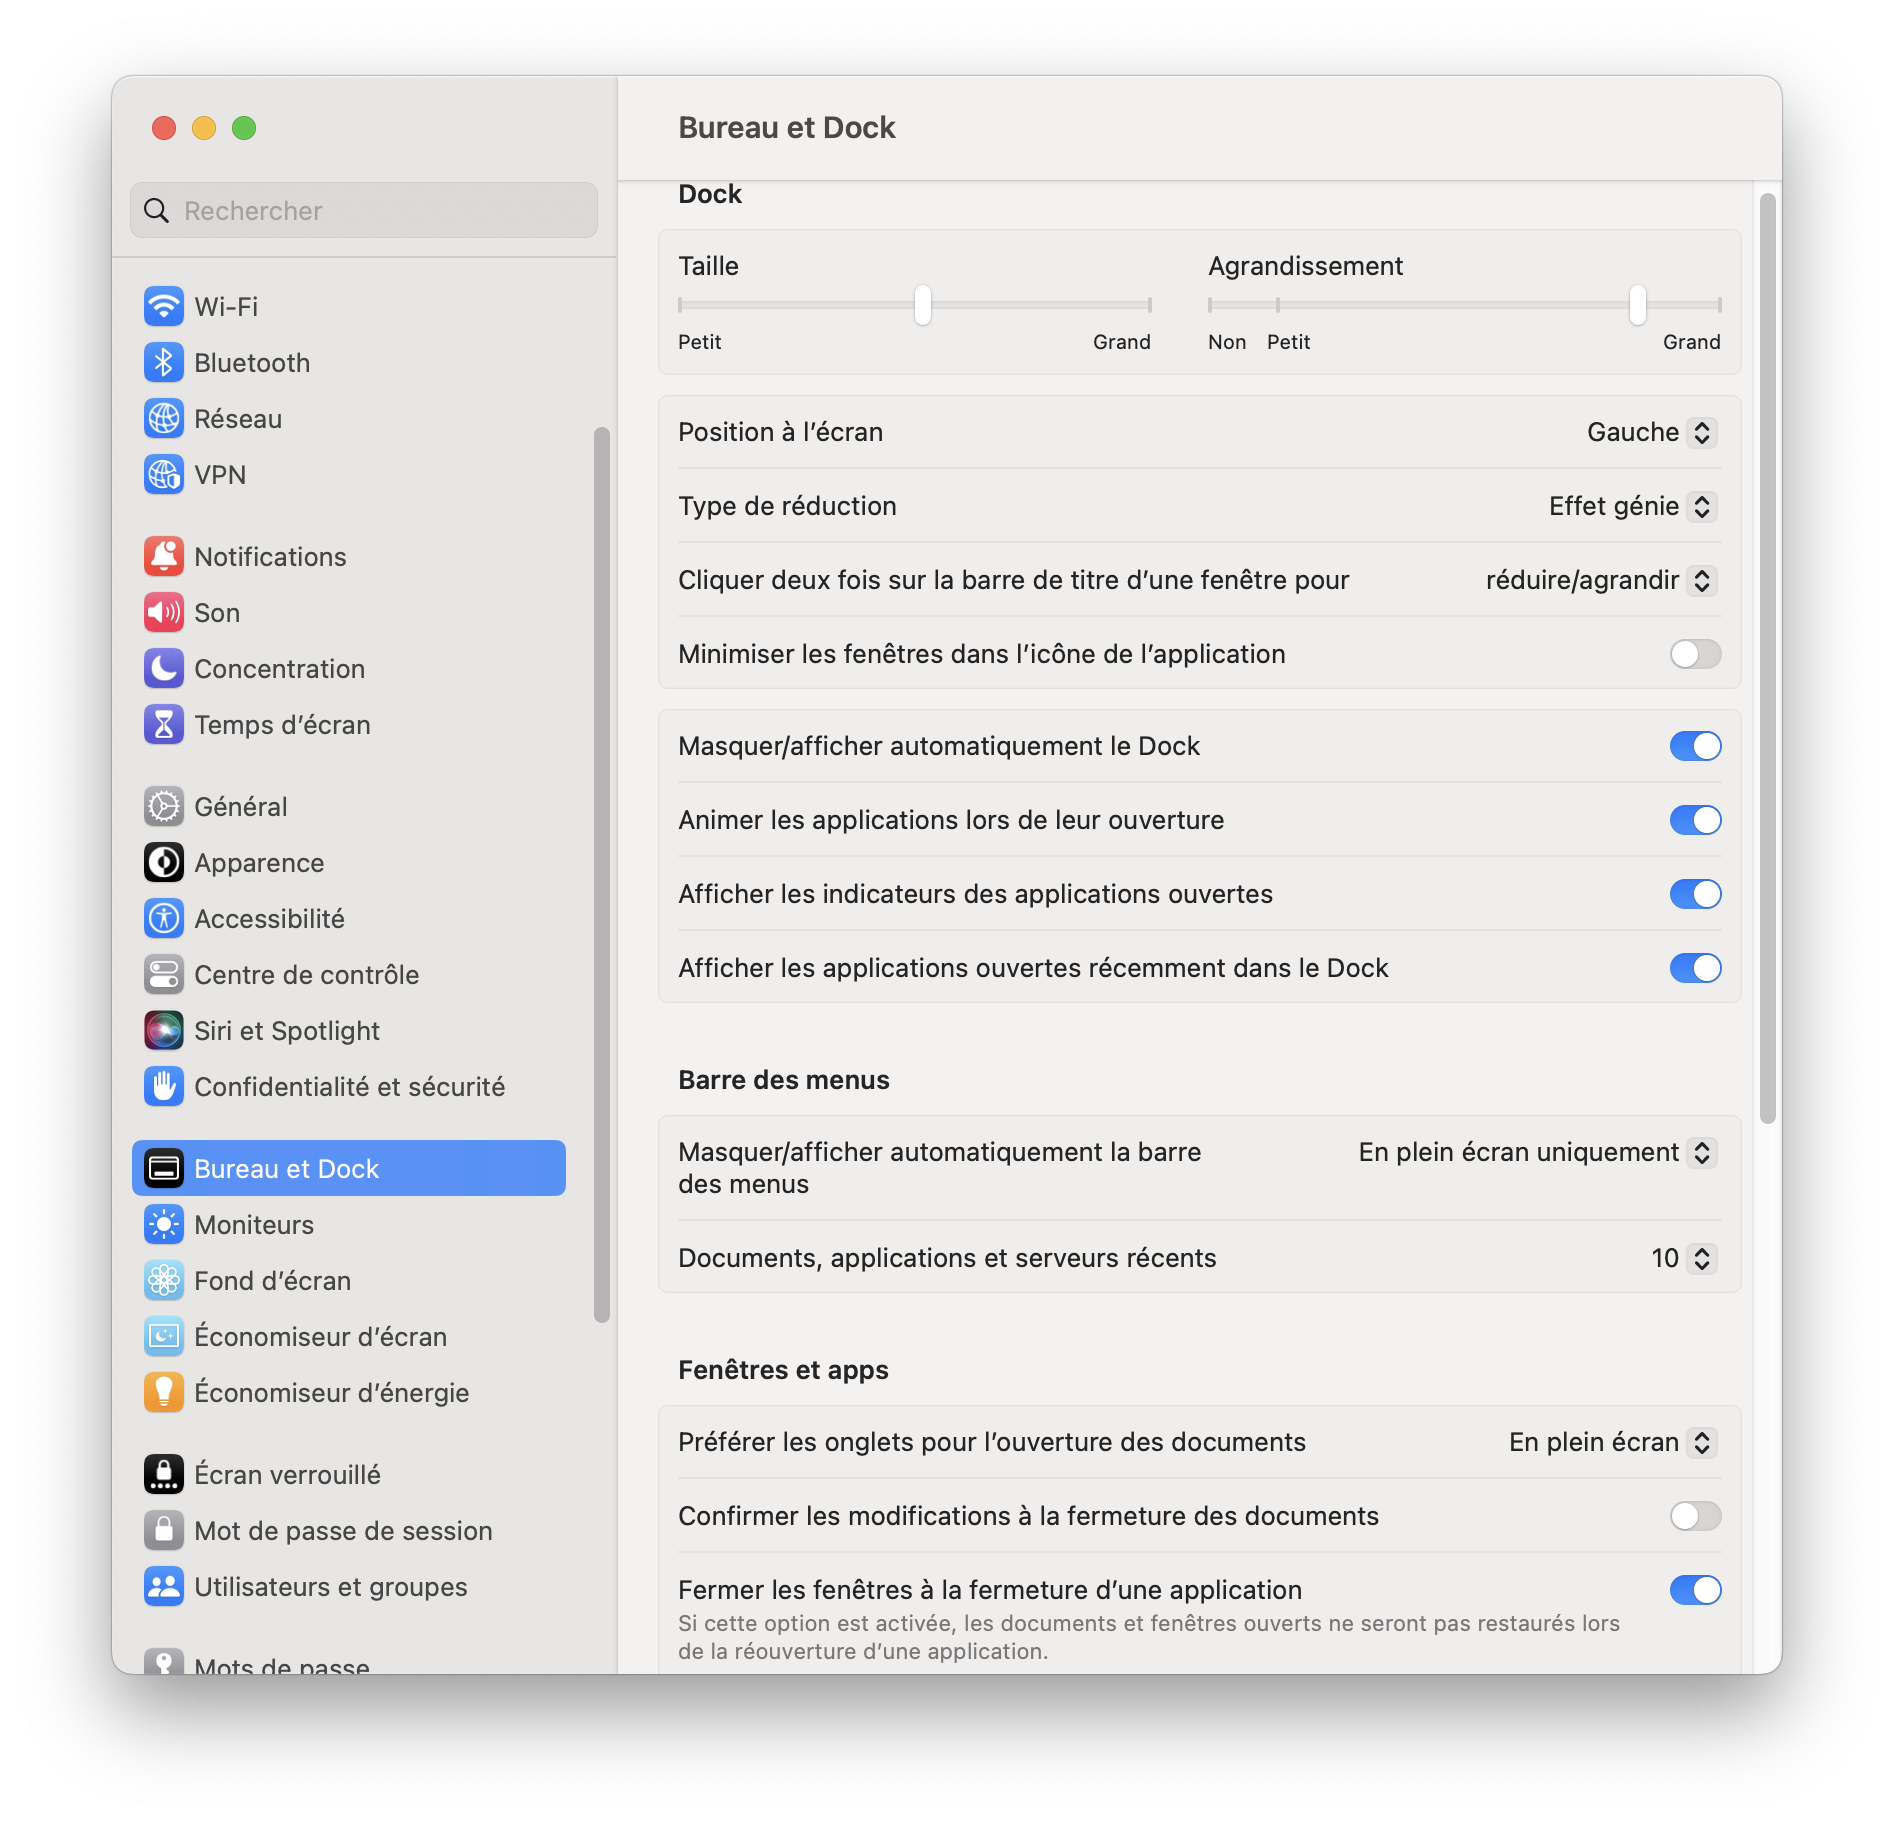 Rechercher
Wi-Fi
Bluetooth
Réseau
VPN
Notifications
Son
Concentration
Temps d’écran
Général
Apparence
Accessibilité
Centre de contrôle
Siri et Spotlight
Confidentialité et sécurité
Bureau et Dock
Moniteurs
Fond d’écran
Économiseur d’écran
Économiseur d’énergie
Écran verrouillé
Mot de passe de session
Utilisateurs et groupes
Mots de passe
Bureau et Dock
Dock
Taille
Petit Grand
Agrandissement
Non Petit Grand
Position à l’écran Gauche
Type de réduction Effet génie
Cliquer deux fois sur la barre de titre d’une fenêtre pour réduire/agrandir
Minimiser les fenêtres dans l’icône de l’application
Masquer/afficher automatiquement le Dock
Animer les applications lors de leur ouverture
Afficher les indicateurs des applications ouvertes
Afficher les applications ouvertes récemment dans le Dock
Barre des menus
Masquer/afficher automatiquement la barre En plein écran uniquement
des menus
Documents, applications et serveurs récents 10
Fenêtres et apps
Préférer les onglets pour l’ouverture des documents En plein écran
Confirmer les modifications à la fermeture des documents
Fermer les fenêtres à la fermeture d’une application
Si cette option est activée, les documents et fenêtres ouverts ne seront pas restaurés lors
de la réouverture d’une application.